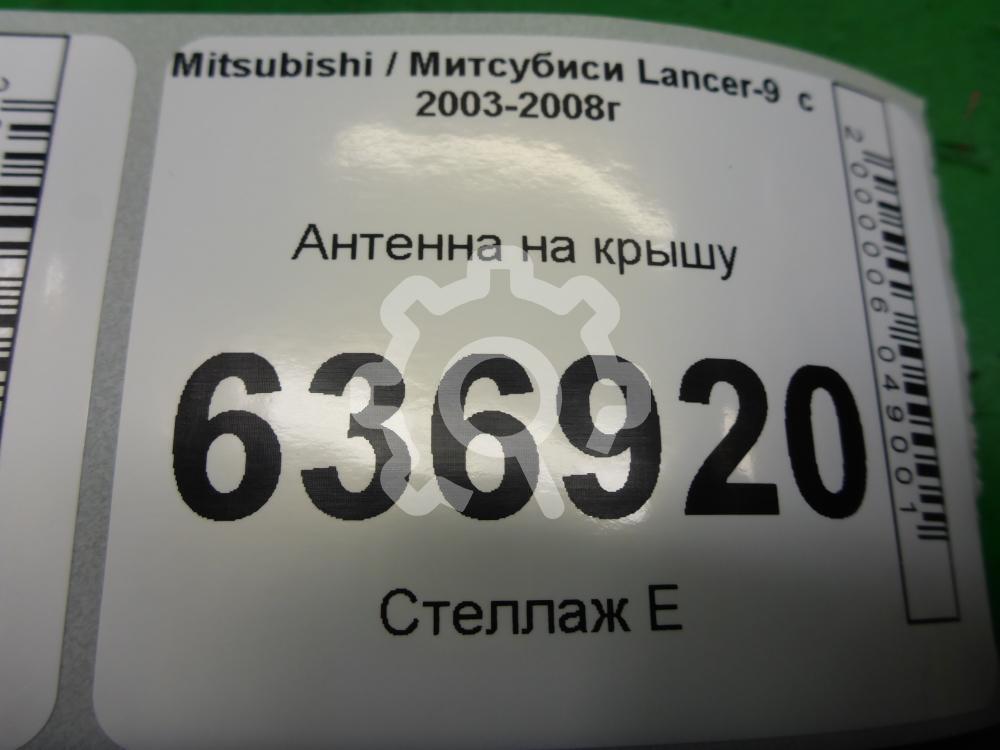 Mitsubishi / Митсубиси Lancer-9 с
2003-2008г
Антенна на крышу
636920
Стеллаж Е
2000006049001